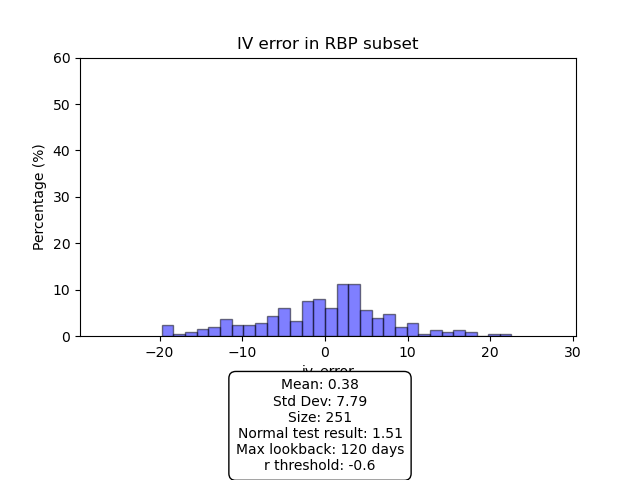 IV error in RBP subset
60
50
40
30
20
10
0
Percentage (%)
−20
−10
0
10
20
30
iv_error
Mean: 0.38
Std Dev: 7.79
Size: 251
Normal test result: 1.51
Max lookback: 120 days
r threshold: -0.6